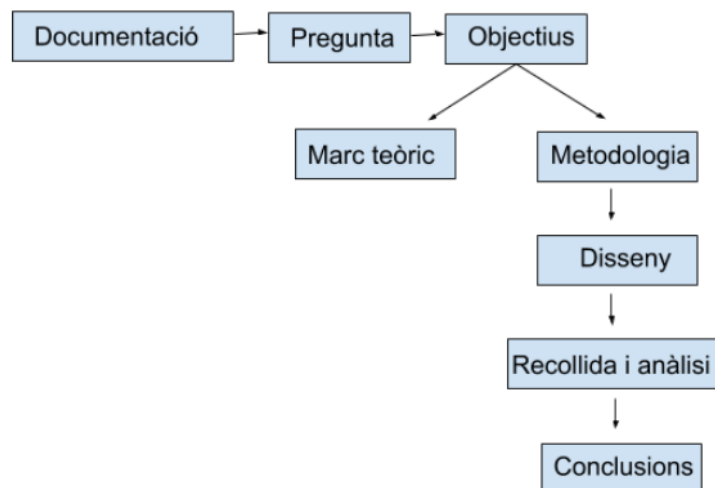 Documentació
Pregunta
Objectius
Marc teòric
Metodologia
Disseny
Recollida i anàlisi
Conclusions